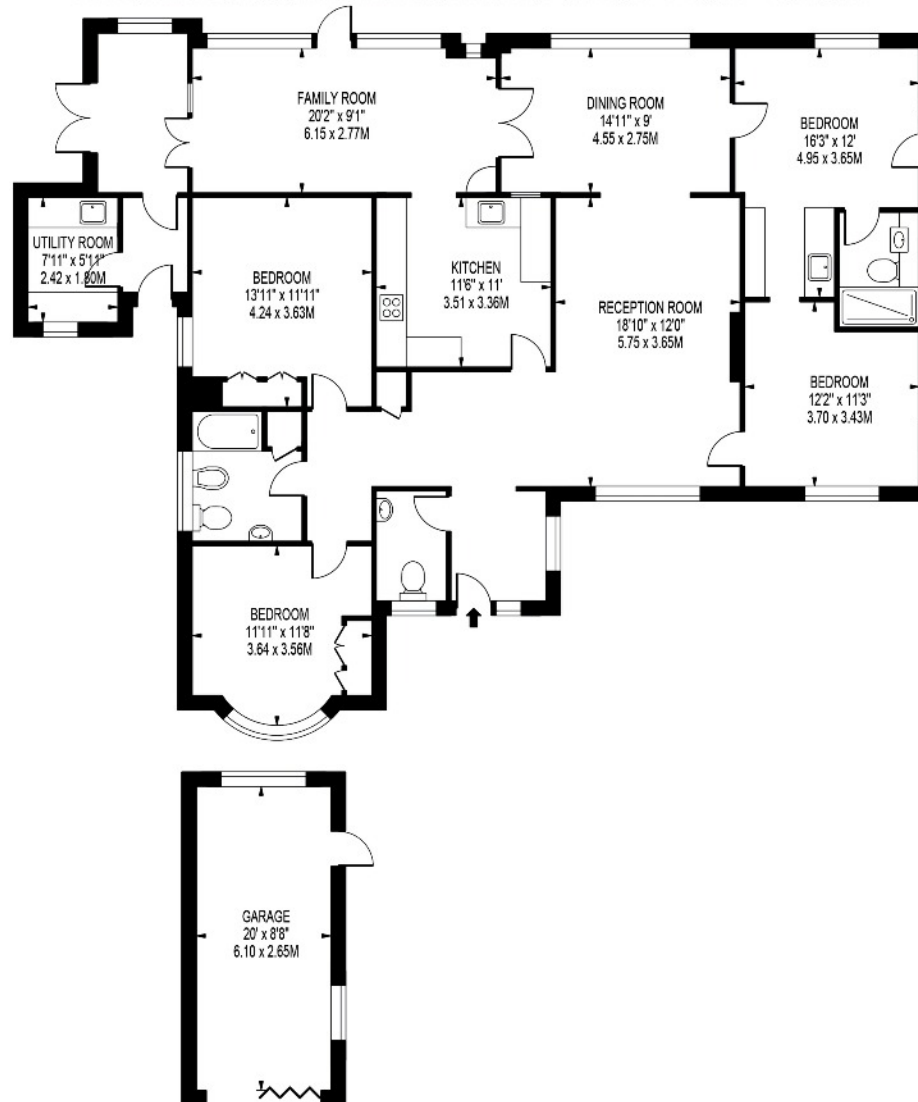 FAMILY ROOM
20'2" x 9'1"
6.15 x 2.77M
DINING ROOM
14'11" x 9'
4.55 x 2.75M
BEDROOM
16'3" x 12'
4.95 x 3.65M
UTILITY ROOM
7'11" x 5'11"
2.42 x 1.80M
BEDROOM
13'11" x 11'11"
4.24 x 3.63M
KITCHEN
11'6" x 11'
3.51 x 3.36M
RECEPTION ROOM
18'10" x 12'0"
5.75 x 3.65M
BEDROOM
12'2" x 11'3"
3.70 x 3.43M
BEDROOM
11'11" x 11'8"
3.64 x 3.56M
GARAGE
20' x 8'8"
6.10 x 2.65M